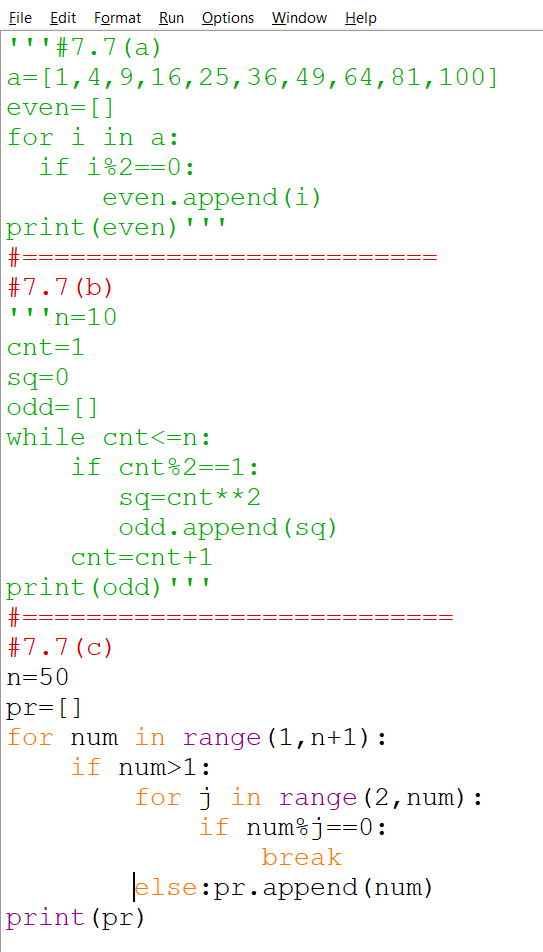 File Edit Format Run Options Window Help
'''#7.7(a)
a=[1,4,9,16,25,36,49,64,81,100]
even=[]
for i in a:
  if i%2==0:
      even.append(i)
print(even)'''
#==========================
#7.7(b)
'''n=10
cnt=1
sq=0
odd=[]
while cnt<=n:
    if cnt%2==1:
       sq=cnt**2
       odd.append(sq)
    cnt=cnt+1
print(odd)'''
#===========================
#7.7(c)
n=50
pr=[]
for num in range(1,n+1):
    if num>1:
        for j in range(2,num):
            if num%j==0:
                break
        else:pr.append(num)
print(pr)